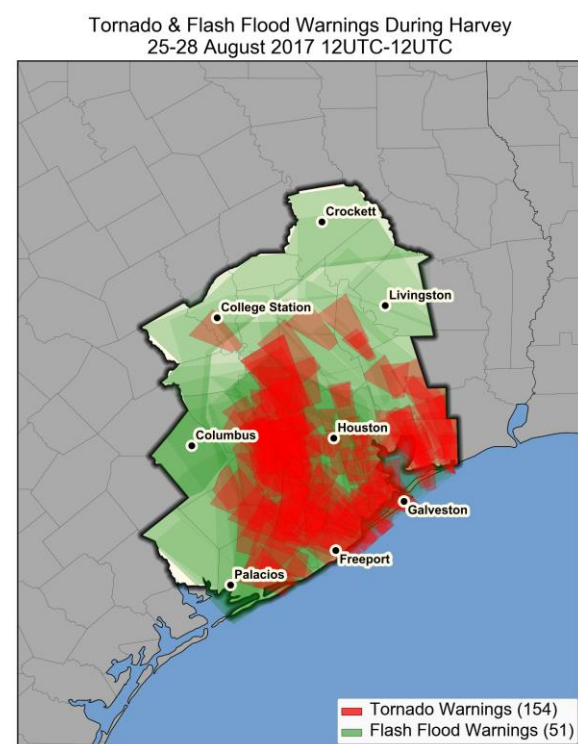 Tornado & Flash Flood Warnings During Harvey
25-28 August 2017 12UTC-12UTC
Crockett
Livingston
College Station
Houston
Columbus
Galveston
Freeport
Palacios
Tornado Warnings (154)
Flash Flood Warnings (51)